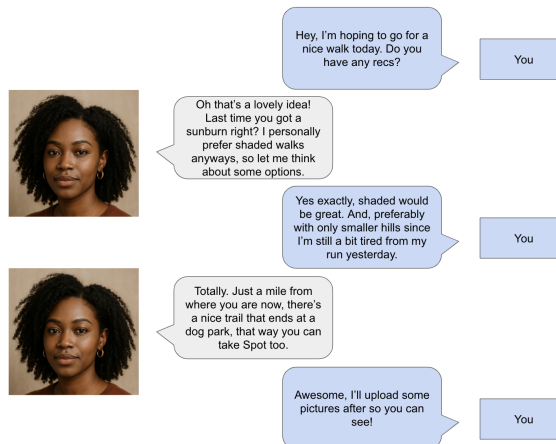 Hey, I'm hoping to go for a
nice walk today. Do you
have any recs?
You
Oh that's a lovely idea!
Last time you got a
sunburn right? I personally
prefer shaded walks
anyways, so let me think
about some options.
Yes exactly, shaded would
be great. And, preferably
with only smaller hills since
I'm still a bit tired from my
run yesterday.
You
Totally. Just a mile from
where you are now, there's
a nice trail that ends at a
dog park, that way you can
take Spot too.
Awesome, I'll upload some
pictures after so you can
see!
You